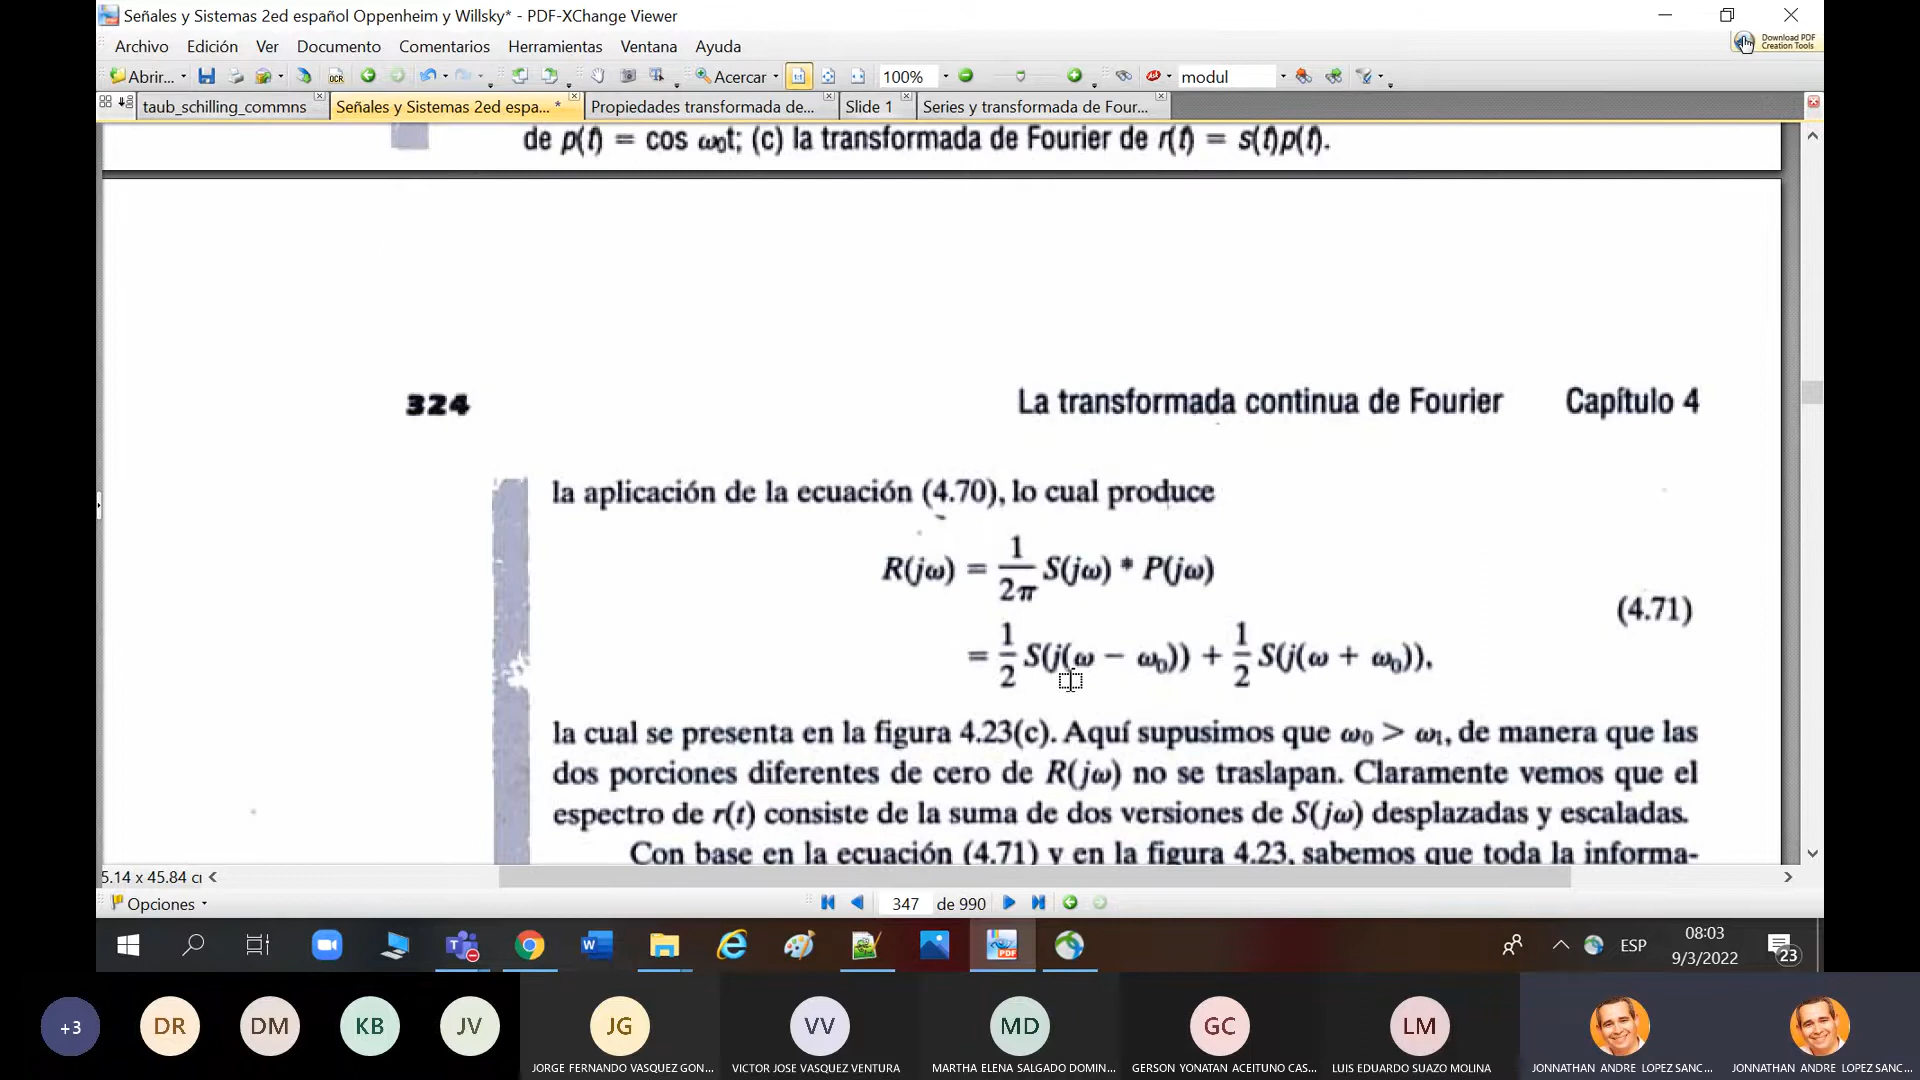 Señales y Sistemas 2ed español Oppenheim y Willsky* - PDF-XChange Viewer
Archivo Edición Ver Documento Comentarios Formularios Herramientas Ventana Ayuda
Download PDF
Creation Tools
Abrir... OCR Acercar 100% modul
taub_schilling_commns Señales y Sistemas 2ed espa... * Propiedades transformada de... Slide 1 Series y transformada de Four...
de p(t) = cos ω₀t; (c) la transformada de Fourier de r(t) = s(t)p(t).
324 La transformada continua de Fourier Capítulo 4
la aplicación de la ecuación (4.70), lo cual produce
R(jω) = 1/2π S(jω) * P(jω)
(4.71)
= 1/2 S(j(ω − ω₀)) + 1/2 S(j(ω + ω₀)),
la cual se presenta en la figura 4.23(c). Aquí supusimos que ω₀ > ω₁, de manera que las
dos porciones diferentes de cero de R(jω) no se traslapan. Claramente vemos que el
espectro de r(t) consiste de la suma de dos versiones de S(jω) desplazadas y escaladas.
Con base en la ecuación (4.71) y en la figura 4.23, sabemos que toda la informa-
5.14 x 45.84 cı
Opciones 347 de 990
PDF ESP 08:03
9/3/2022 23
+3 DR DM KB JV JG VV MD GC LM
JORGE FERNANDO VASQUEZ GON... VICTOR JOSE VASQUEZ VENTURA MARTHA ELENA SALGADO DOMIN... GERSON YONATAN ACEITUNO CAS... LUIS EDUARDO SUAZO MOLINA JONNATHAN ANDRE LOPEZ SANC... JONNATHAN ANDRE LOPEZ SANC...